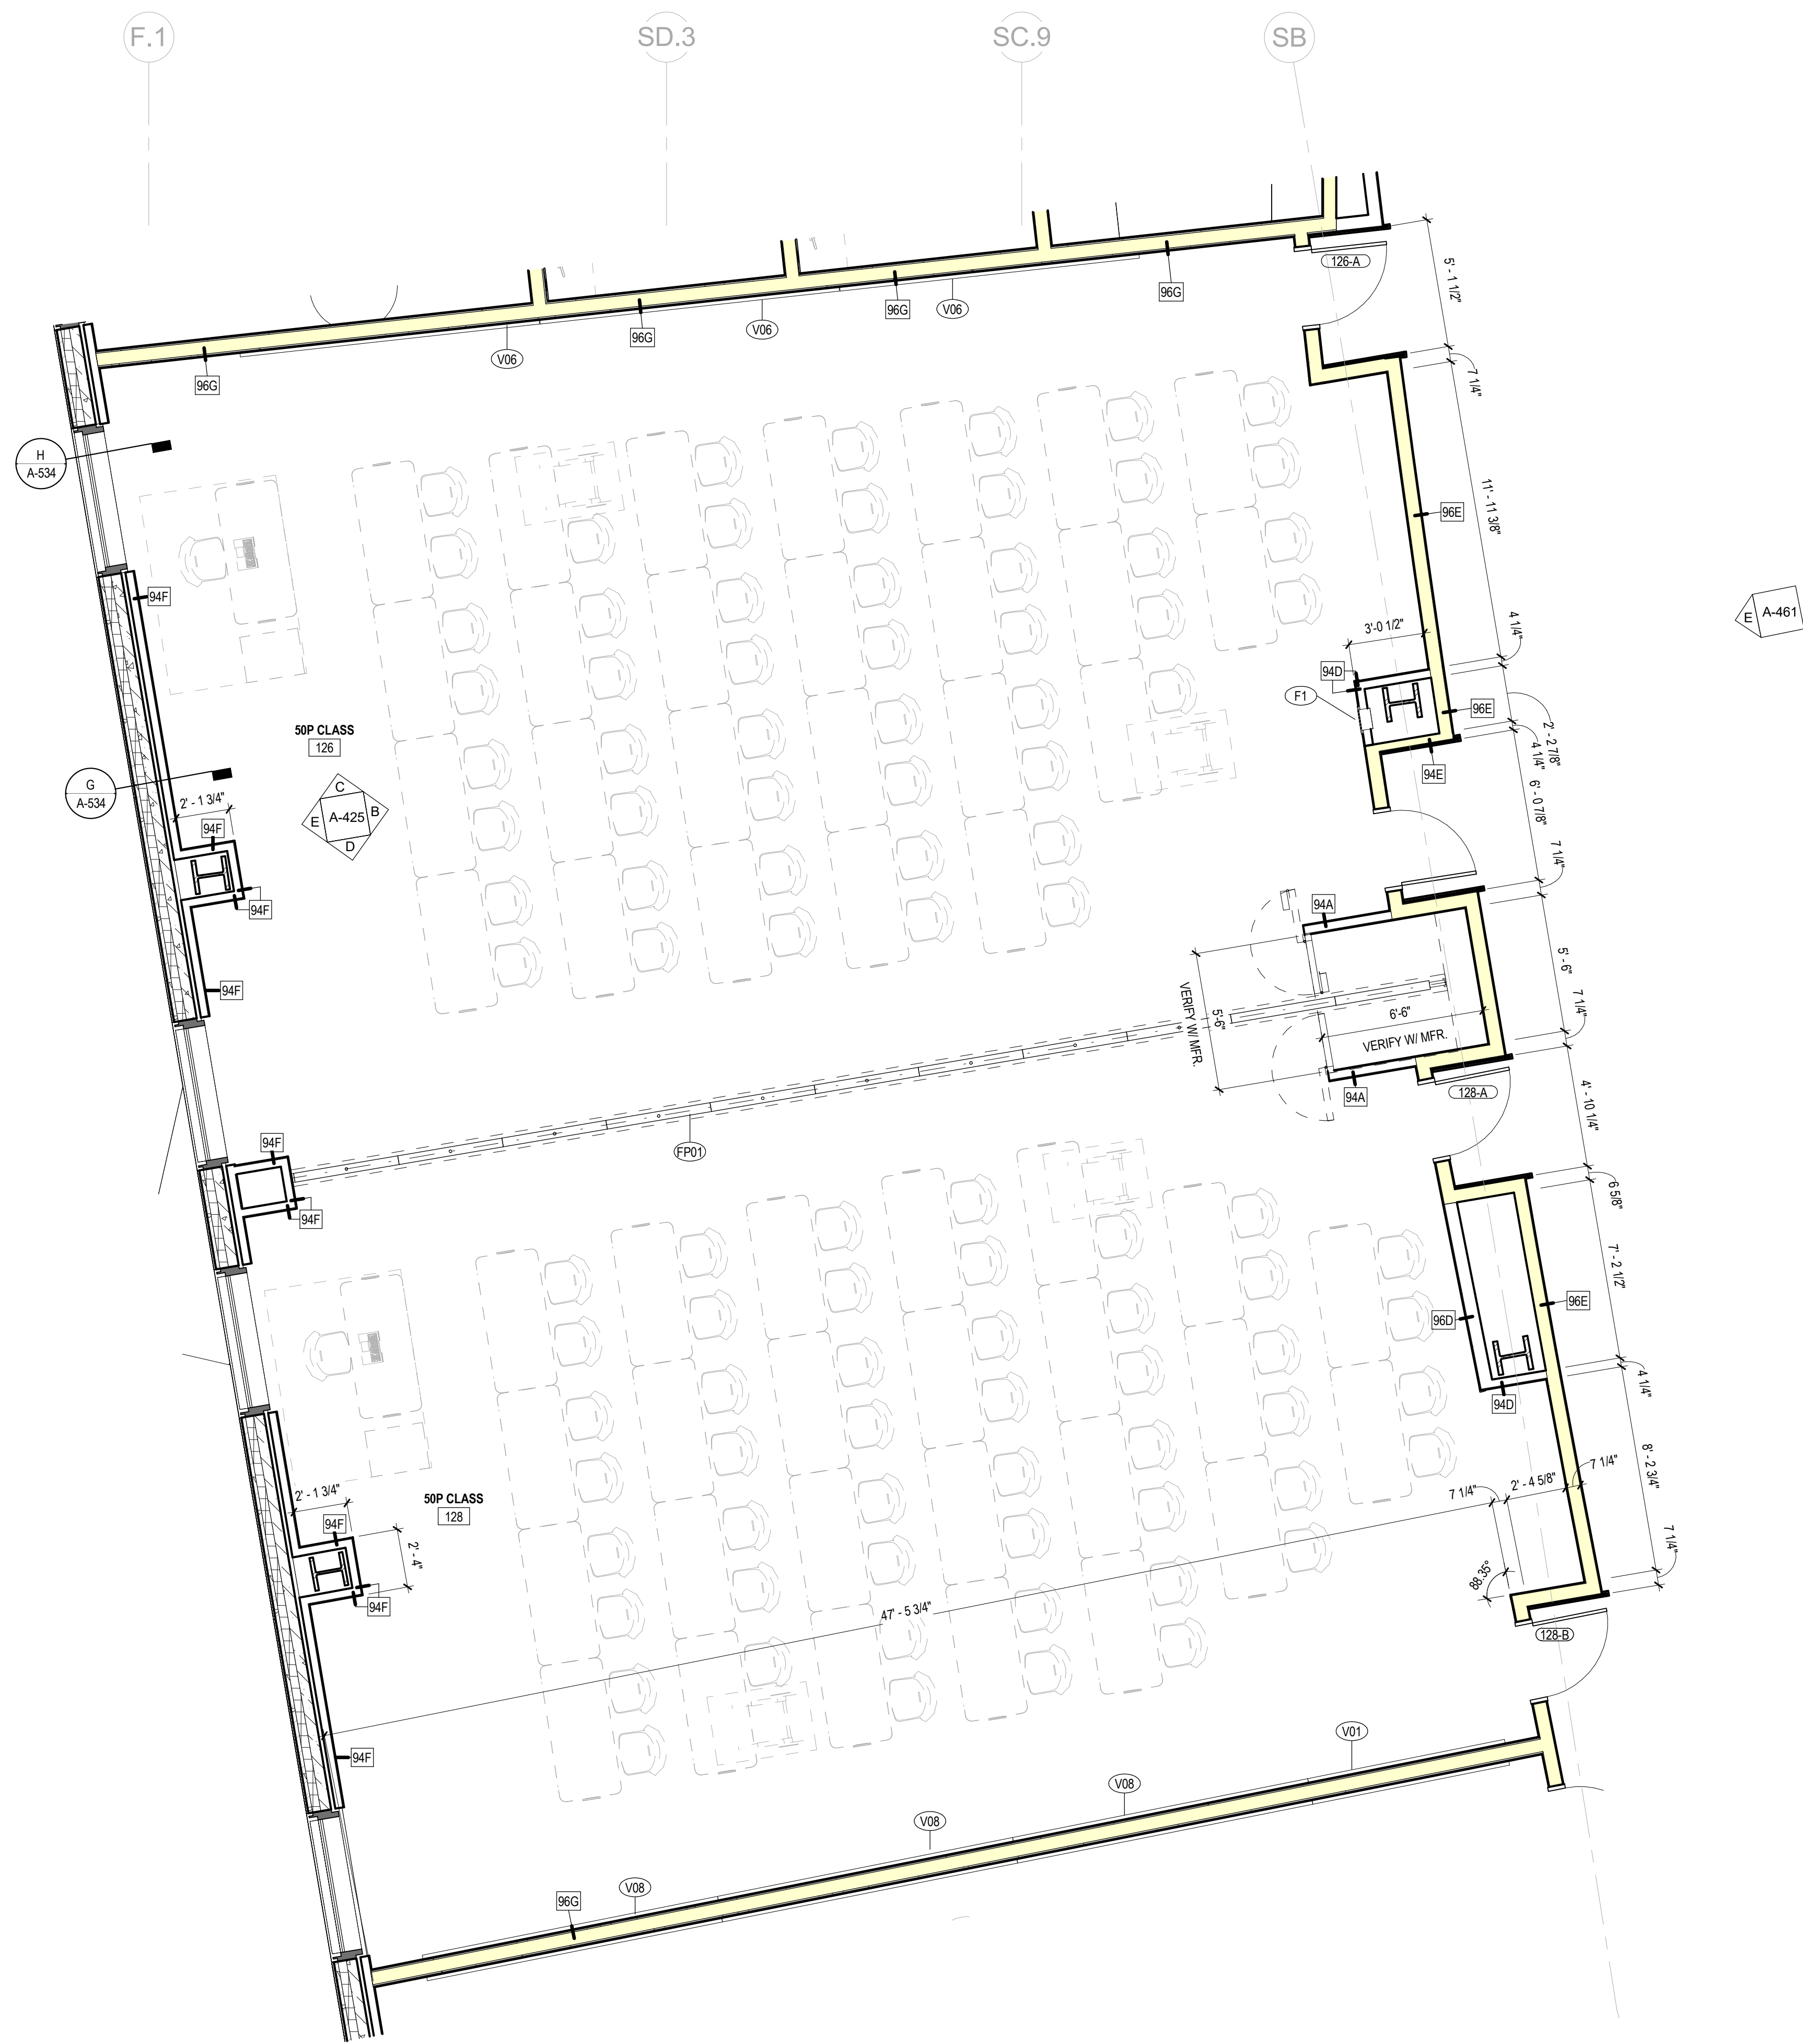 F.1
SD.3
SC.9
SB
126-A
5' - 1 1/2"
96G
V06
96G
V06
96G
V06
96G
7 1/4"
H
A-534
96E
11' - 11 3/8"
94F
E
A-461
4 1/4"
3'-0 1/2"
94D
F1
96E
2' - 2 7/8"
4 1/4"
94E
6' - 0 7/8"
50P CLASS
126
G
A-534
2' - 1 3/4"
94F
C
E
A-425
B
D
7 1/4"
94F
94A
94F
5'-6"
VERIFY W/ MFR.
6'-6"
VERIFY W/ MFR.
5' - 6"
7 1/4"
94A
128-A
4' - 10 1/4"
94F
FP01
94F
6 5/8"
7' - 2 1/2"
96E
96D
4 1/4"
94D
8' - 2 3/4"
50P CLASS
128
2' - 1 3/4"
94F
2' - 4"
94F
7 1/4"
2' - 4 5/8"
7 1/4"
7 1/4"
88.35°
47' - 5 3/4"
128-B
94F
V01
V08
V08
V08
96G